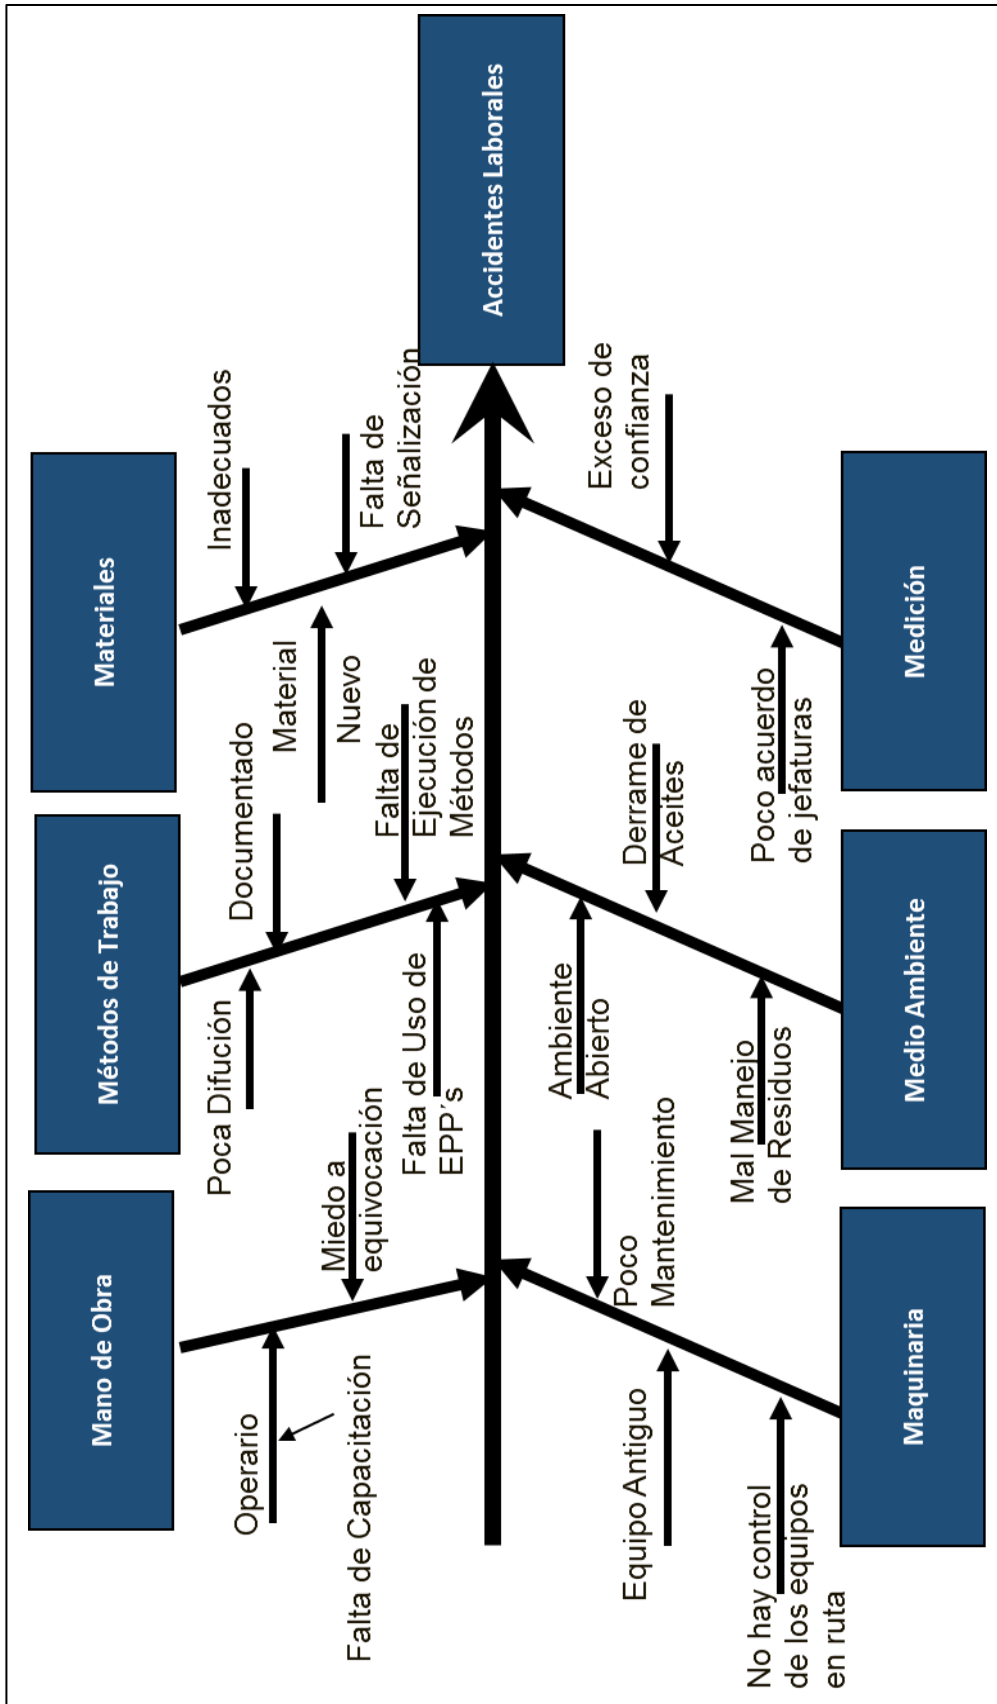 Mano de Obra
Métodos de Trabajo
Materiales
Operario
Falta de Capacitación
Miedo a
equivocación
Poca Difución
Documentado
Falta de Uso de
EPP´s
Falta de
Ejecución de
Métodos
Inadecuados
Material
Nuevo
Falta de
Señalización
Accidentes Laborales
Equipo Antiguo
Poco
Mantenimiento
No hay control
de los equipos
en ruta
Ambiente
Abierto
Derrame de
Aceites
Mal Manejo
de Residuos
Exceso de
confianza
Poco acuerdo
de jefaturas
Maquinaria
Medio Ambiente
Medición